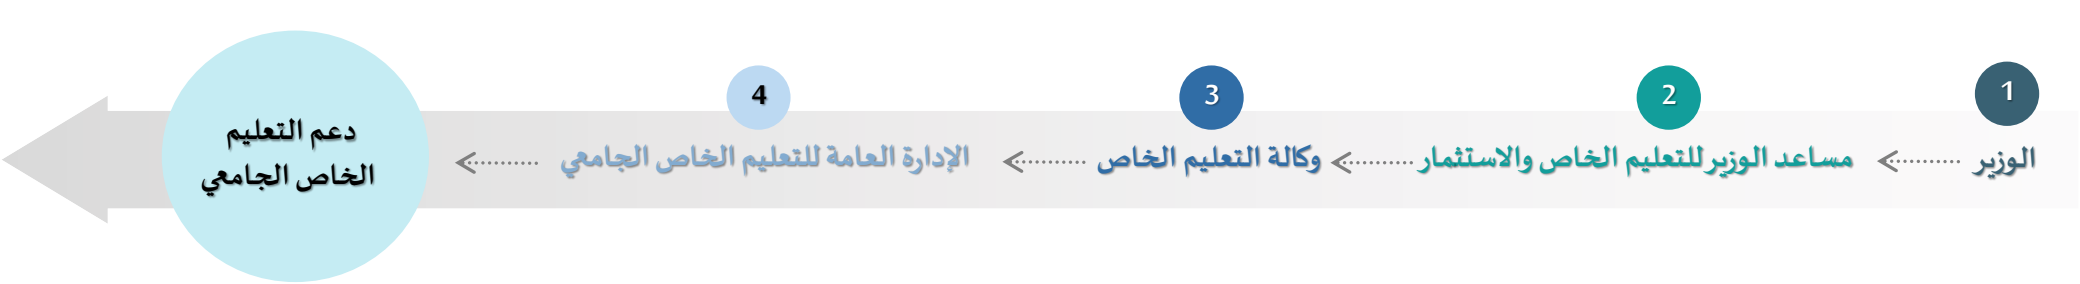 1
الوزير
2
مساعد الوزير للتعليم الخاص والاستثمار
3
وكالة التعليم الخاص
4
الإدارة العامة للتعليم الخاص الجامعي
دعم التعليم
الخاص الجامعي